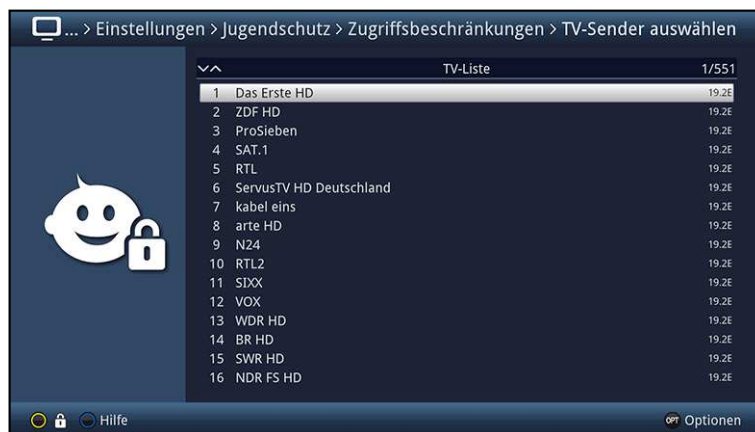 ... > Einstellungen > Jugendschutz > Zugriffsbeschränkungen > TV-Sender auswählen
TV-Liste 1/551
1 Das Erste HD 19.2E
2 ZDF HD 19.2E
3 ProSieben 19.2E
4 SAT.1 19.2E
5 RTL 19.2E
6 ServusTV HD Deutschland 19.2E
7 kabel eins 19.2E
8 arte HD 19.2E
9 N24 19.2E
10 RTL2 19.2E
11 SIXX 19.2E
12 VOX 19.2E
13 WDR HD 19.2E
14 BR HD 19.2E
15 SWR HD 19.2E
16 NDR FS HD 19.2E
Hilfe OPT Optionen